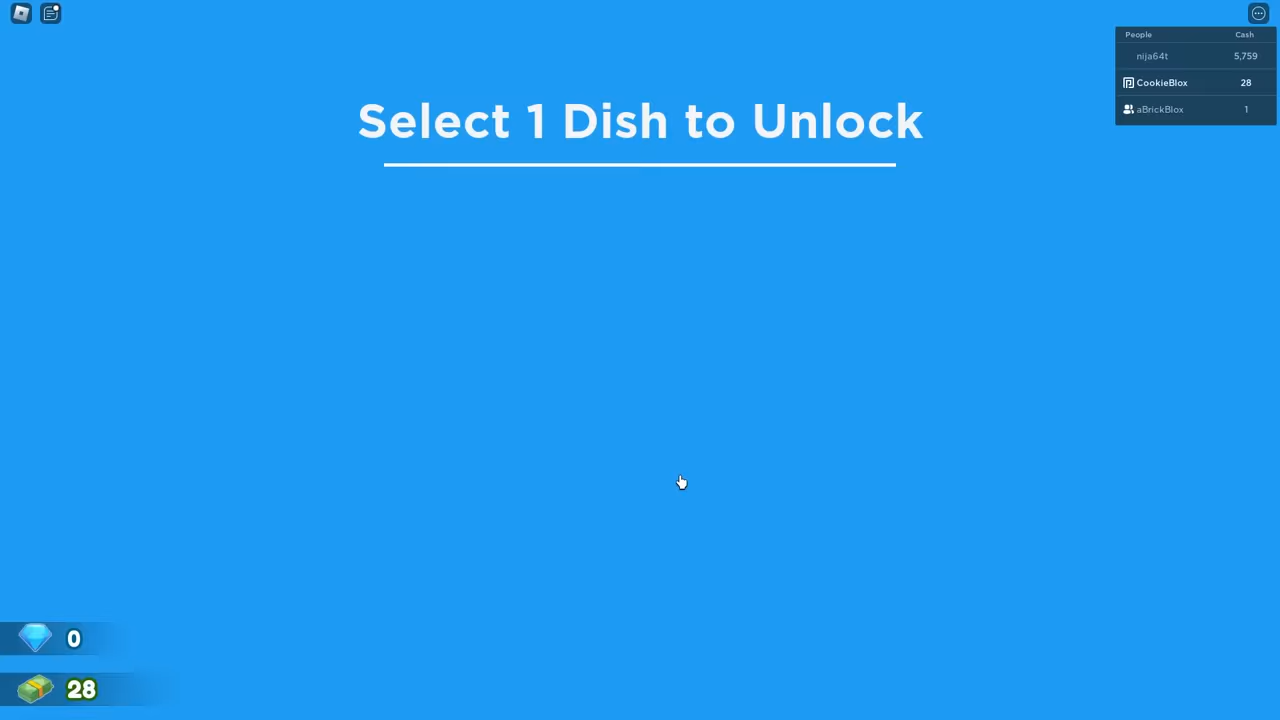 People Cash
nija64t 5,759
CookieBlox 28
aBrickBlox 1
Select 1 Dish to Unlock
0
28